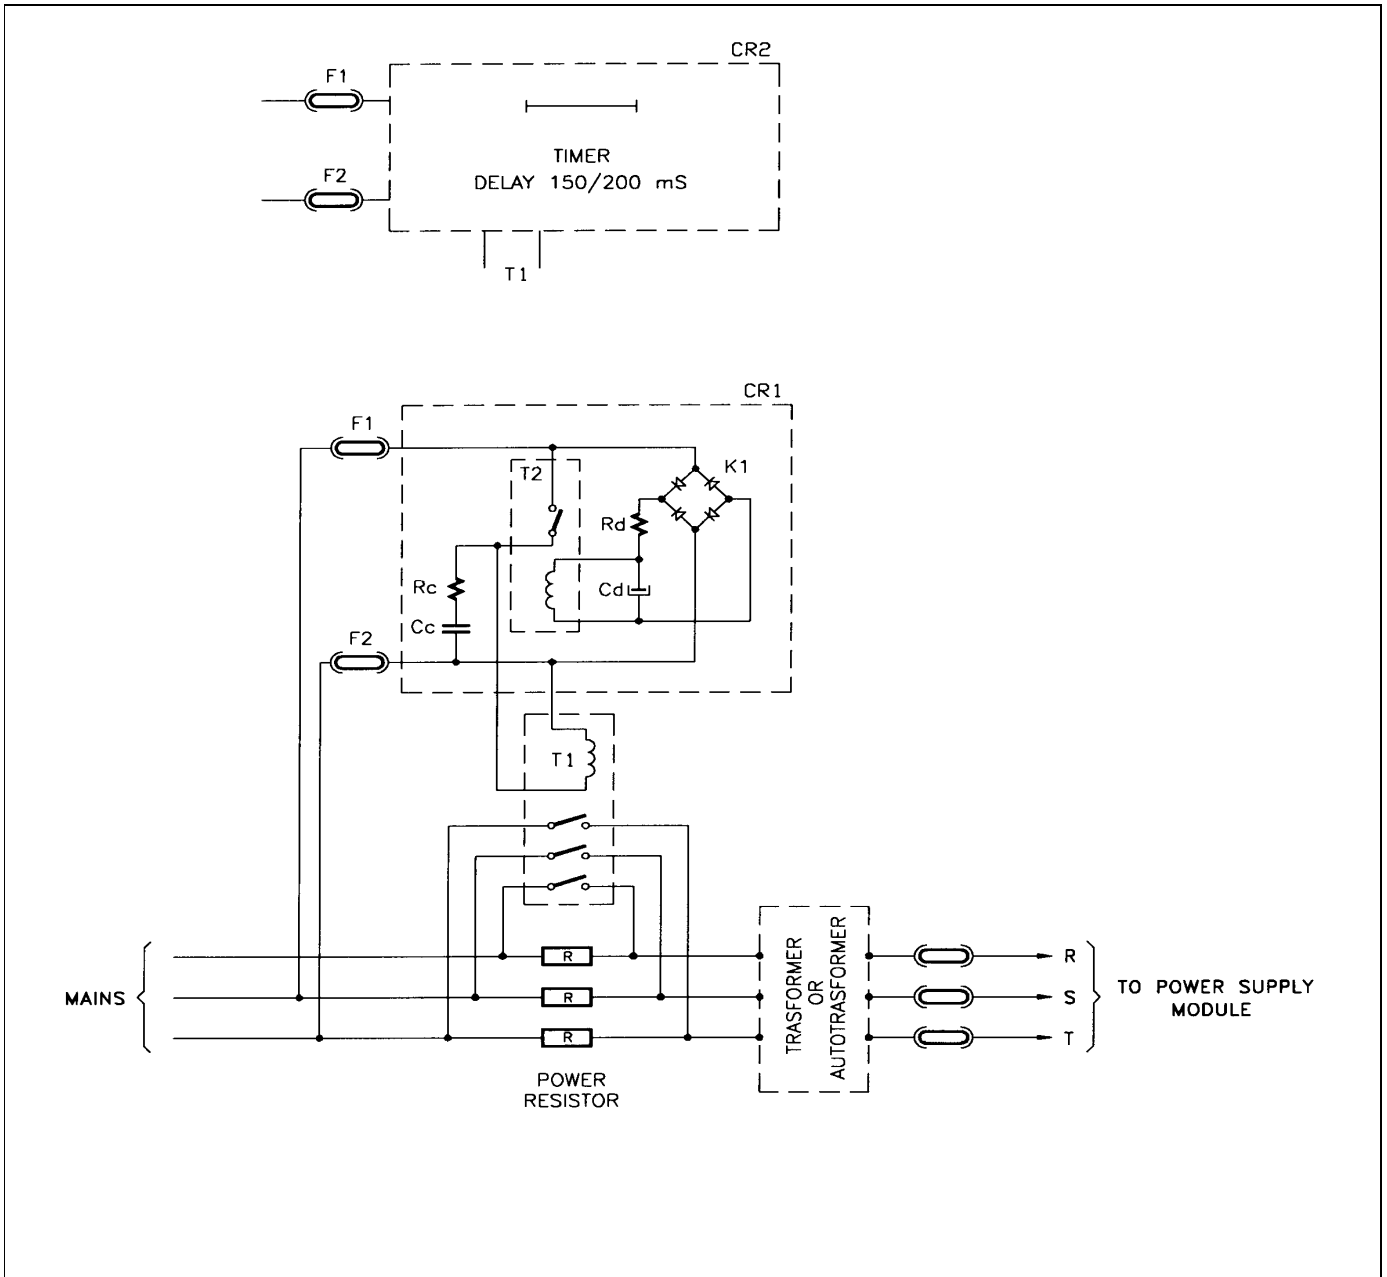 CR2
F1
TIMER
DELAY 150/200 mS
F2
T1
CR1
F1
T2
K1
Rd
Rc
Cd
Cc
F2
T1
R
R
R
MAINS
POWER
RESISTOR
TRASFORMER
OR
AUTOTRASFORMER
R
S
T
TO POWER SUPPLY
MODULE